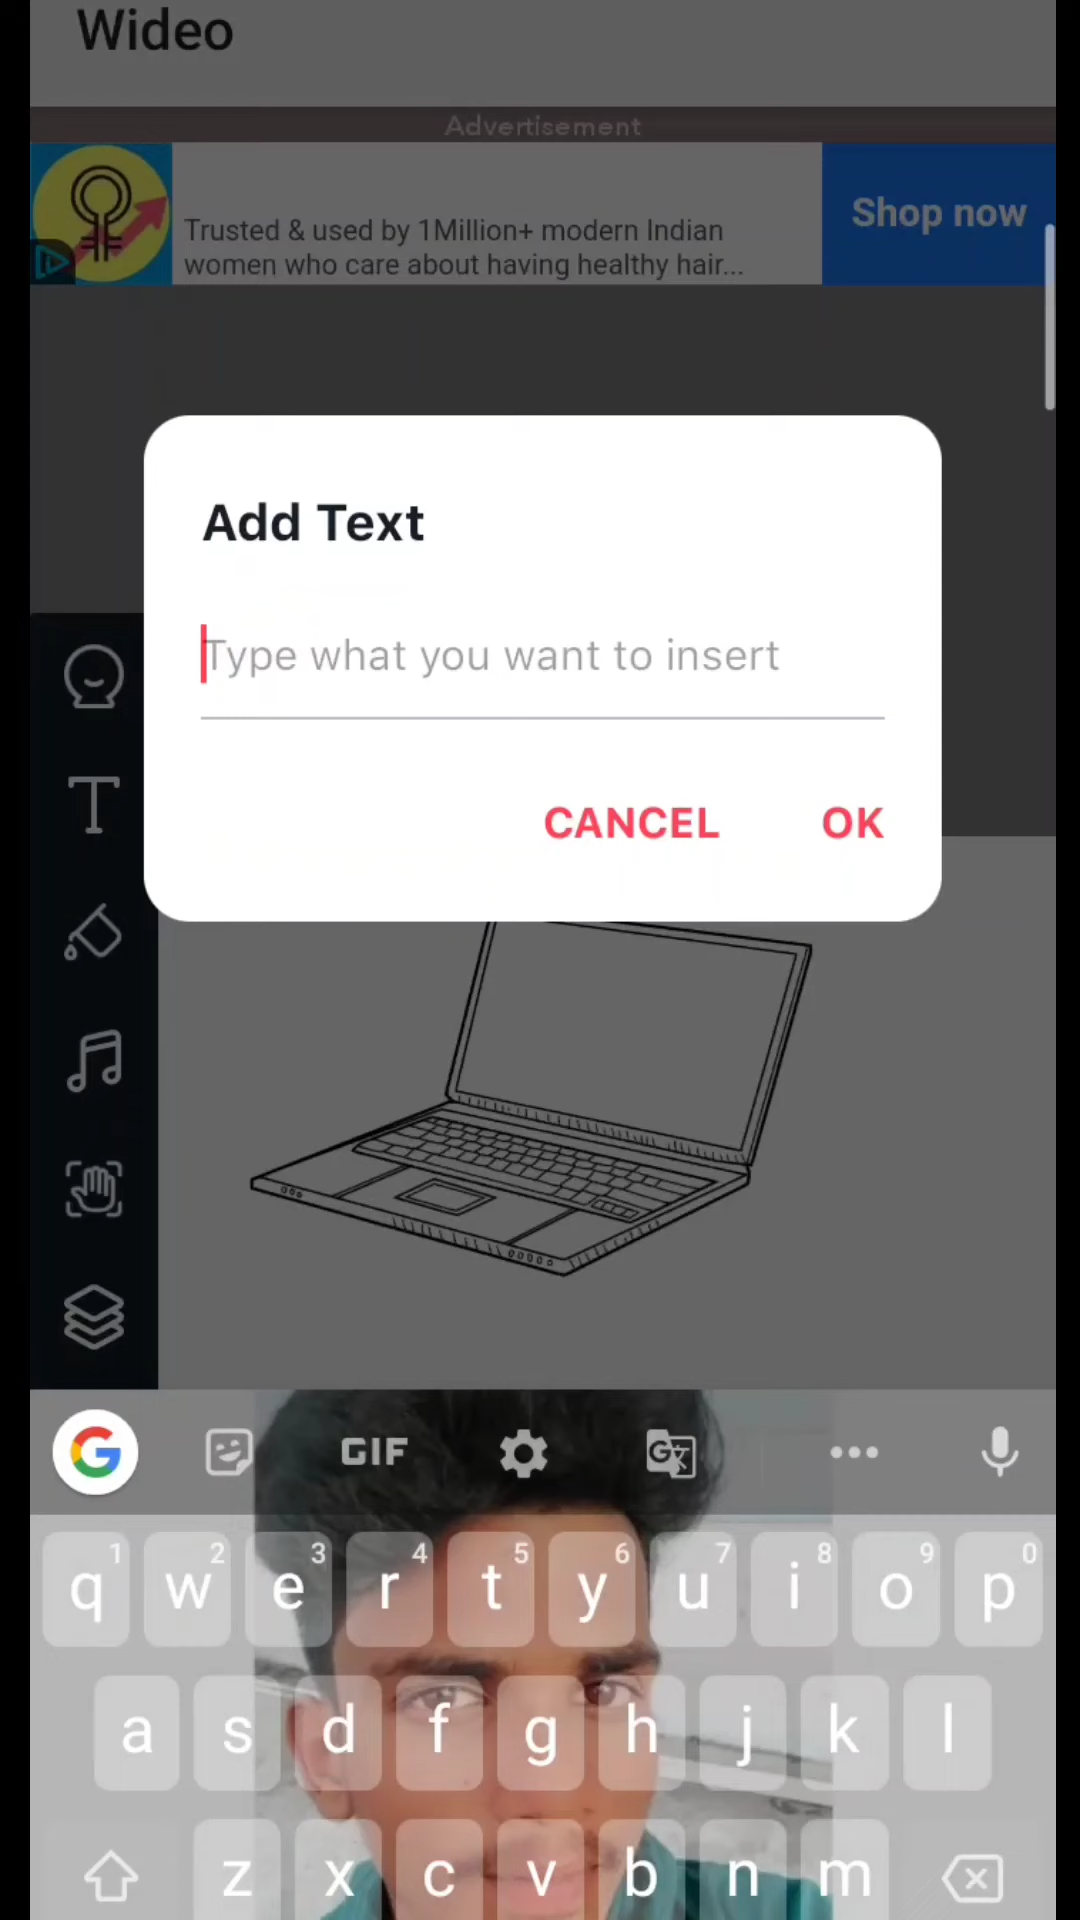 Wideo
Advertisement
Trusted & used by 1Million+ modern Indian
women who care about having healthy hair...
Shop now
Add Text
Type what you want to insert
CANCEL OK
T
G GIF G
1 2 3 4 5 6 7 8 9 0
q w e r t y u i o p
a s d f g h j k l
z x c v b n m